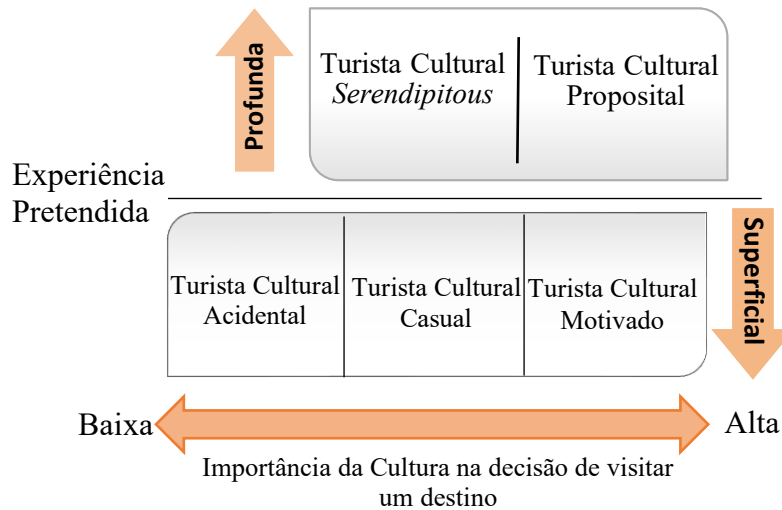 Profunda
Turista Cultural
Serendipitous
Turista Cultural
Proposital
Experiência
Pretendida
Superficial
Turista Cultural
Acidental
Turista Cultural
Casual
Turista Cultural
Motivado
Baixa
Alta
Importância da Cultura na decisão de visitar
um destino